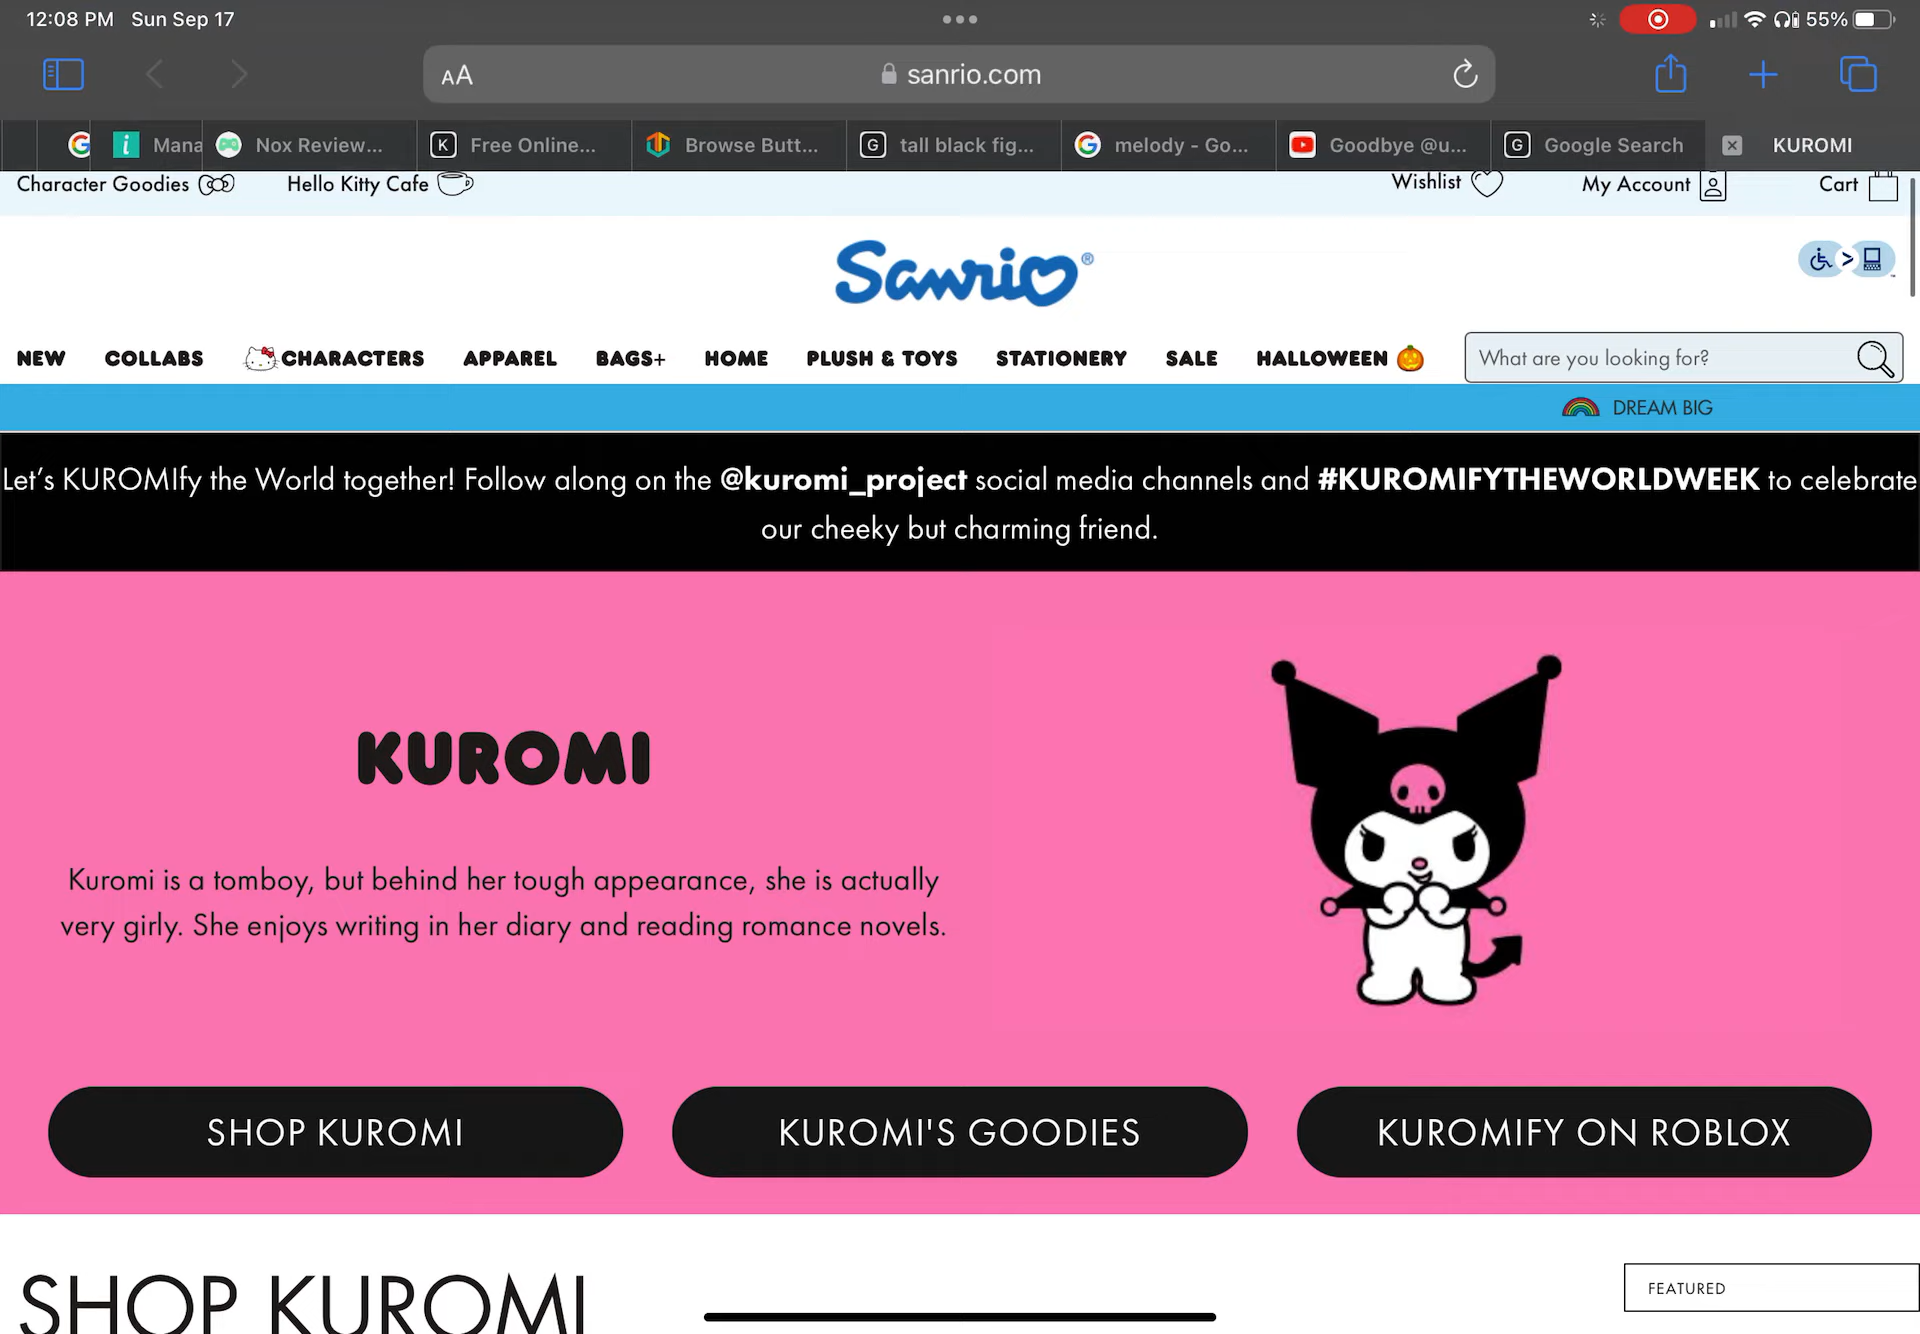 12:08 PM Sun Sep 17
55%
AA
sanrio.com
Mana
Nox Review...
K
Free Online...
Browse Butt...
G
tall black fig...
melody - Go...
Goodbye @u...
G
Google Search
KUROMI
Character Goodies
Hello Kitty Cafe
Wishlist
My Account
Cart
Sanrio®
NEW
COLLABS
CHARACTERS
APPAREL
BAGS+
HOME
PLUSH & TOYS
STATIONERY
SALE
HALLOWEEN
What are you looking for?
DREAM BIG
Let's KUROMIfy the World together! Follow along on the @kuromi_project social media channels and #KUROMIFYTHEWORLDWEEK to celebrate
our cheeky but charming friend.
KUROMI
Kuromi is a tomboy, but behind her tough appearance, she is actually
very girly. She enjoys writing in her diary and reading romance novels.
SHOP KUROMI
KUROMI'S GOODIES
KUROMIFY ON ROBLOX
SHOP KUROMI
FEATURED